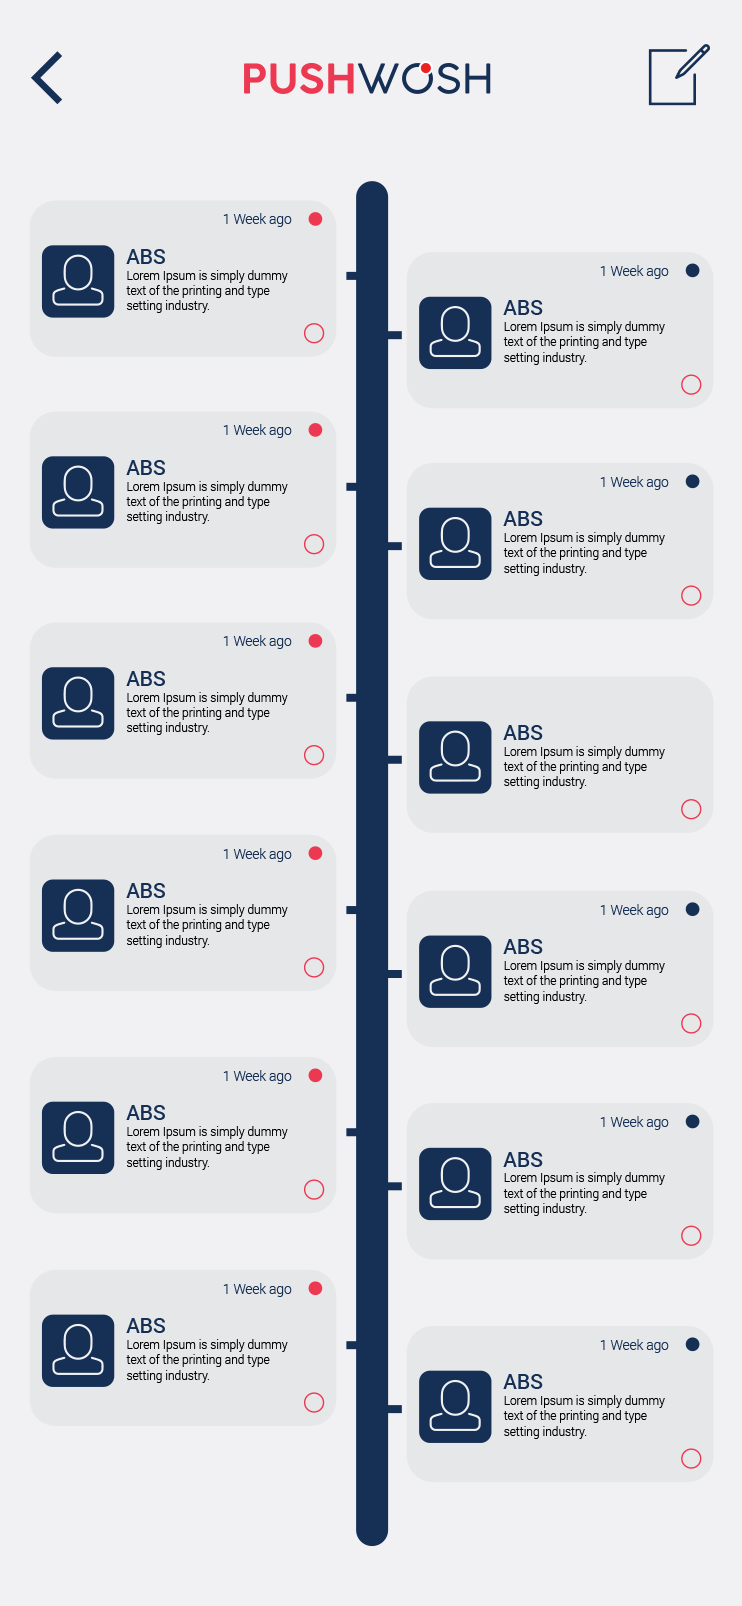 PUSHWOSH
1 Week ago
ABS
Lorem Ipsum is simply dummy
text of the printing and type
setting industry.
1 Week ago
ABS
Lorem Ipsum is simply dummy
text of the printing and type
setting industry.
1 Week ago
ABS
Lorem Ipsum is simply dummy
text of the printing and type
setting industry.
1 Week ago
ABS
Lorem Ipsum is simply dummy
text of the printing and type
setting industry.
1 Week ago
ABS
Lorem Ipsum is simply dummy
text of the printing and type
setting industry.
ABS
Lorem Ipsum is simply dummy
text of the printing and type
setting industry.
1 Week ago
ABS
Lorem Ipsum is simply dummy
text of the printing and type
setting industry.
1 Week ago
ABS
Lorem Ipsum is simply dummy
text of the printing and type
setting industry.
1 Week ago
ABS
Lorem Ipsum is simply dummy
text of the printing and type
setting industry.
1 Week ago
ABS
Lorem Ipsum is simply dummy
text of the printing and type
setting industry.
1 Week ago
ABS
Lorem Ipsum is simply dummy
text of the printing and type
setting industry.
1 Week ago
ABS
Lorem Ipsum is simply dummy
text of the printing and type
setting industry.